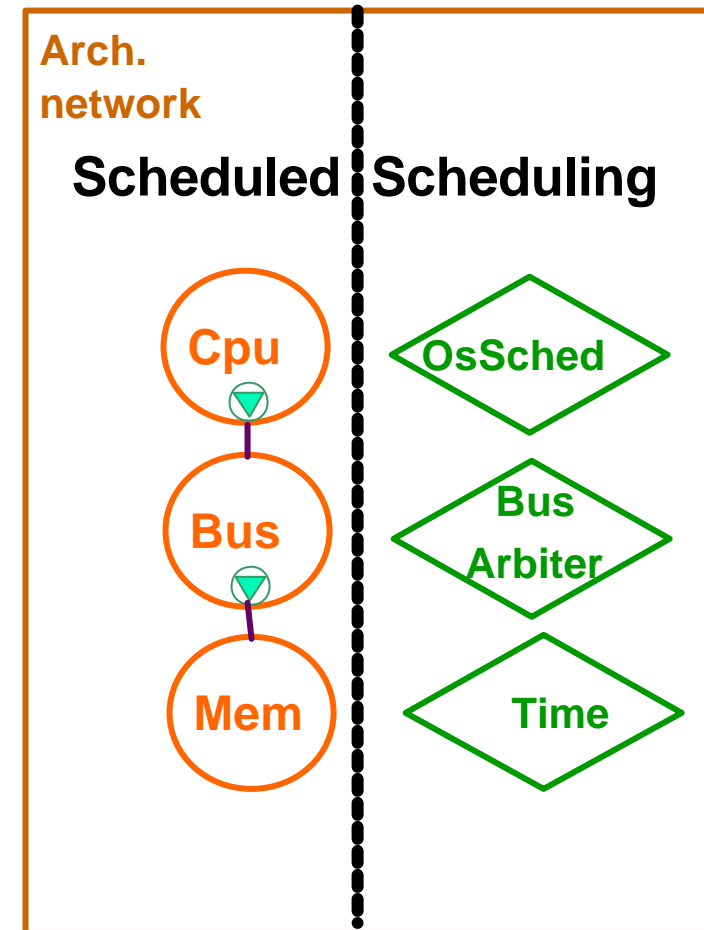 Arch.
network
Scheduled Scheduling
Cpu
OsSched
Bus
Bus
Arbiter
Mem
Time